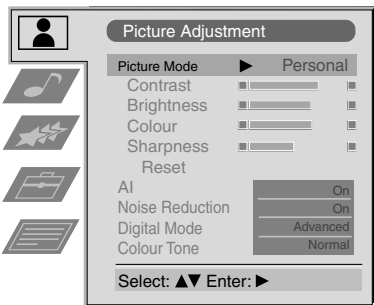 Picture Adjustment
Picture Mode ▶ Personal
Contrast
Brightness
Colour
Sharpness
Reset
AI On
Noise Reduction On
Digital Mode Advanced
Colour Tone Normal
Select: ▲▼ Enter: ▶